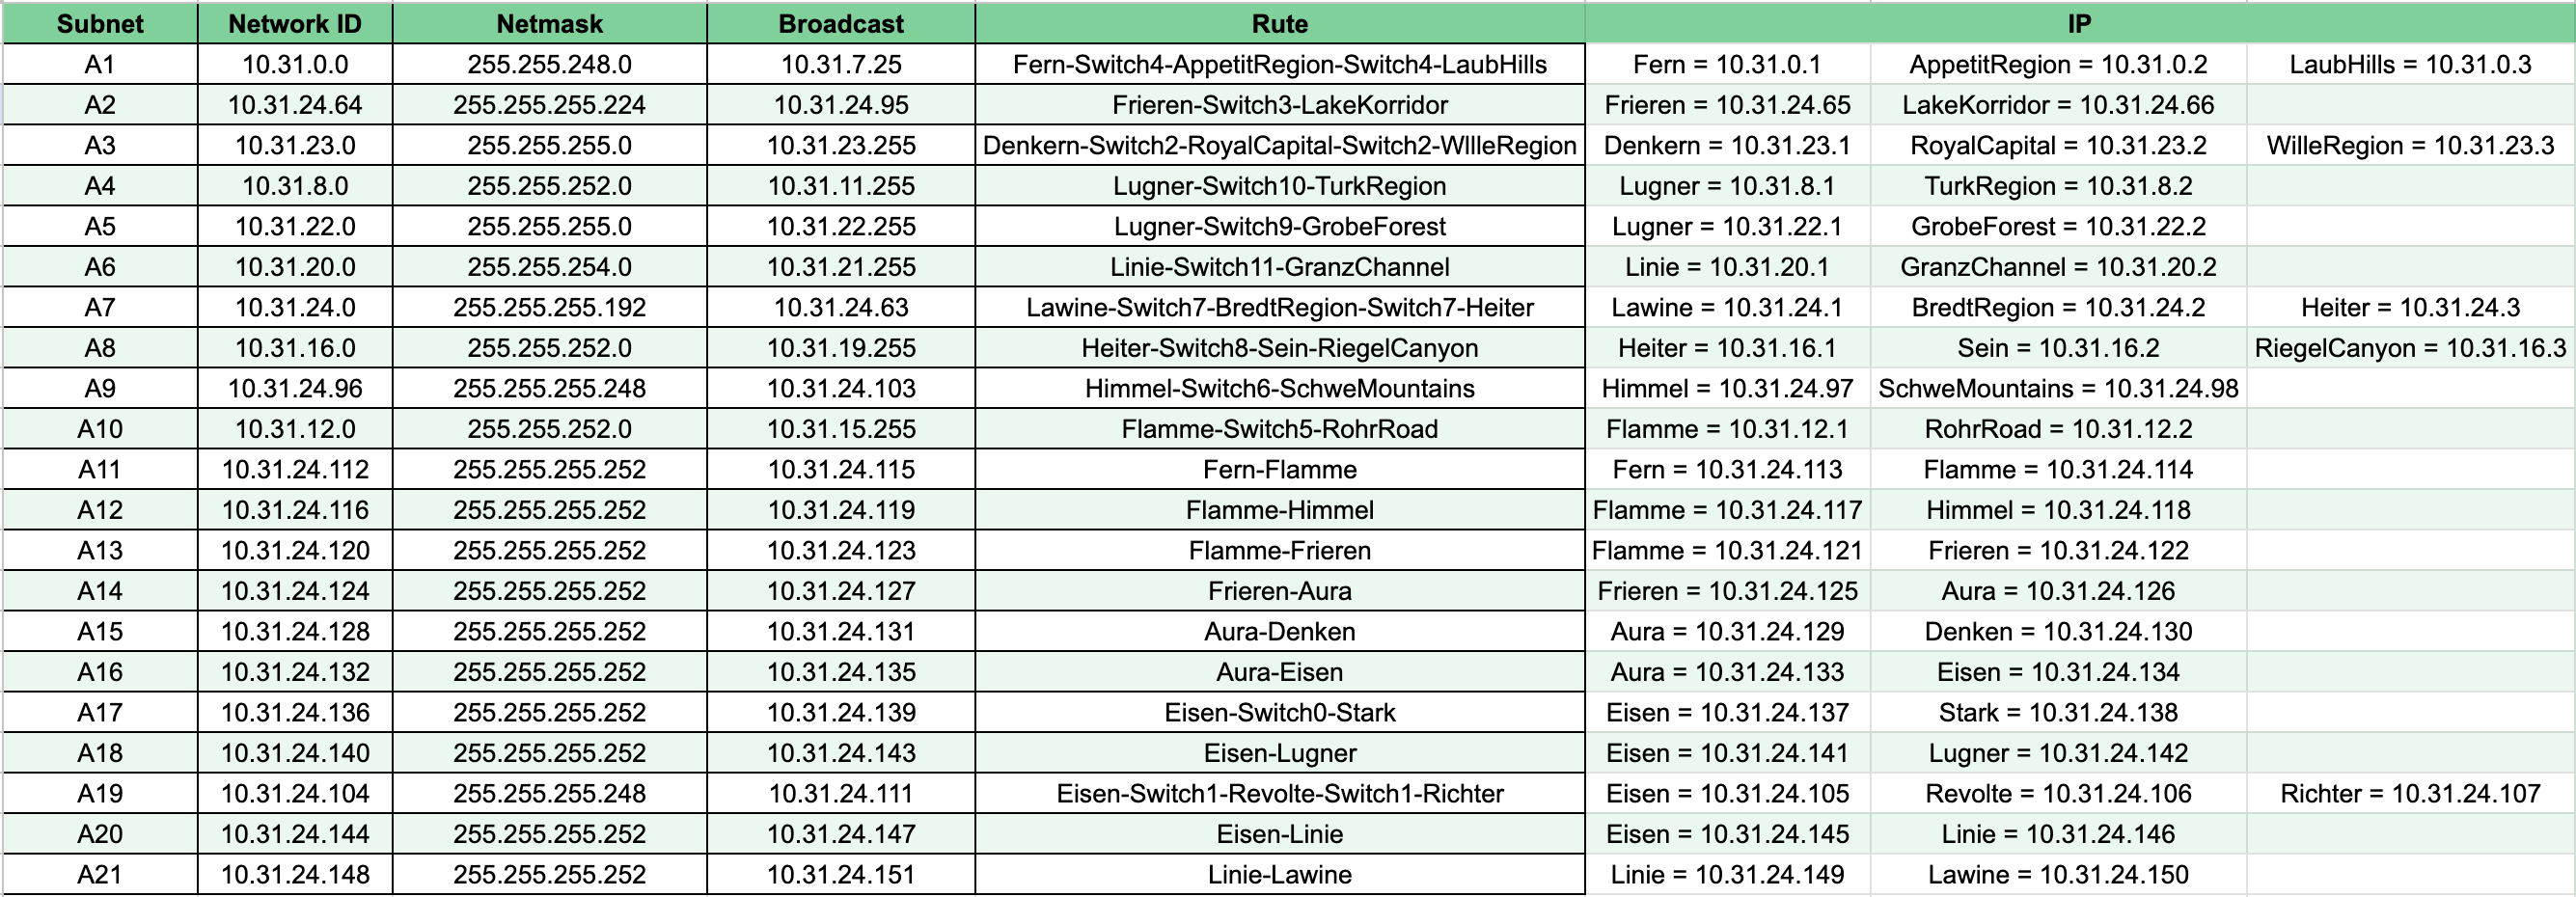 Subnet Network ID Netmask Broadcast Rute IP
A1 10.31.0.0 255.255.248.0 10.31.7.25 Fern-Switch4-AppetitRegion-Switch4-LaubHills Fern = 10.31.0.1 AppetitRegion = 10.31.0.2 LaubHills = 10.31.0.3
A2 10.31.24.64 255.255.255.224 10.31.24.95 Frieren-Switch3-LakeKorridor Frieren = 10.31.24.65 LakeKorridor = 10.31.24.66
A3 10.31.23.0 255.255.255.0 10.31.23.255 Denkern-Switch2-RoyalCapital-Switch2-WIlleRegion Denkern = 10.31.23.1 RoyalCapital = 10.31.23.2 WilleRegion = 10.31.23.3
A4 10.31.8.0 255.255.252.0 10.31.11.255 Lugner-Switch10-TurkRegion Lugner = 10.31.8.1 TurkRegion = 10.31.8.2
A5 10.31.22.0 255.255.255.0 10.31.22.255 Lugner-Switch9-GrobeForest Lugner = 10.31.22.1 GrobeForest = 10.31.22.2
A6 10.31.20.0 255.255.254.0 10.31.21.255 Linie-Switch11-GranzChannel Linie = 10.31.20.1 GranzChannel = 10.31.20.2
A7 10.31.24.0 255.255.255.192 10.31.24.63 Lawine-Switch7-BredtRegion-Switch7-Heiter Lawine = 10.31.24.1 BredtRegion = 10.31.24.2 Heiter = 10.31.24.3
A8 10.31.16.0 255.255.252.0 10.31.19.255 Heiter-Switch8-Sein-RiegelCanyon Heiter = 10.31.16.1 Sein = 10.31.16.2 RiegelCanyon = 10.31.16.3
A9 10.31.24.96 255.255.255.248 10.31.24.103 Himmel-Switch6-SchweMountains Himmel = 10.31.24.97 SchweMountains = 10.31.24.98
A10 10.31.12.0 255.255.252.0 10.31.15.255 Flamme-Switch5-RohrRoad Flamme = 10.31.12.1 RohrRoad = 10.31.12.2
A11 10.31.24.112 255.255.255.252 10.31.24.115 Fern-Flamme Fern = 10.31.24.113 Flamme = 10.31.24.114
A12 10.31.24.116 255.255.255.252 10.31.24.119 Flamme-Himmel Flamme = 10.31.24.117 Himmel = 10.31.24.118
A13 10.31.24.120 255.255.255.252 10.31.24.123 Flamme-Frieren Flamme = 10.31.24.121 Frieren = 10.31.24.122
A14 10.31.24.124 255.255.255.252 10.31.24.127 Frieren-Aura Frieren = 10.31.24.125 Aura = 10.31.24.126
A15 10.31.24.128 255.255.255.252 10.31.24.131 Aura-Denken Aura = 10.31.24.129 Denken = 10.31.24.130
A16 10.31.24.132 255.255.255.252 10.31.24.135 Aura-Eisen Aura = 10.31.24.133 Eisen = 10.31.24.134
A17 10.31.24.136 255.255.255.252 10.31.24.139 Eisen-Switch0-Stark Eisen = 10.31.24.137 Stark = 10.31.24.138
A18 10.31.24.140 255.255.255.252 10.31.24.143 Eisen-Lugner Eisen = 10.31.24.141 Lugner = 10.31.24.142
A19 10.31.24.104 255.255.255.248 10.31.24.111 Eisen-Switch1-Revolte-Switch1-Richter Eisen = 10.31.24.105 Revolte = 10.31.24.106 Richter = 10.31.24.107
A20 10.31.24.144 255.255.255.252 10.31.24.147 Eisen-Linie Eisen = 10.31.24.145 Linie = 10.31.24.146
A21 10.31.24.148 255.255.255.252 10.31.24.151 Linie-Lawine Linie = 10.31.24.149 Lawine = 10.31.24.150